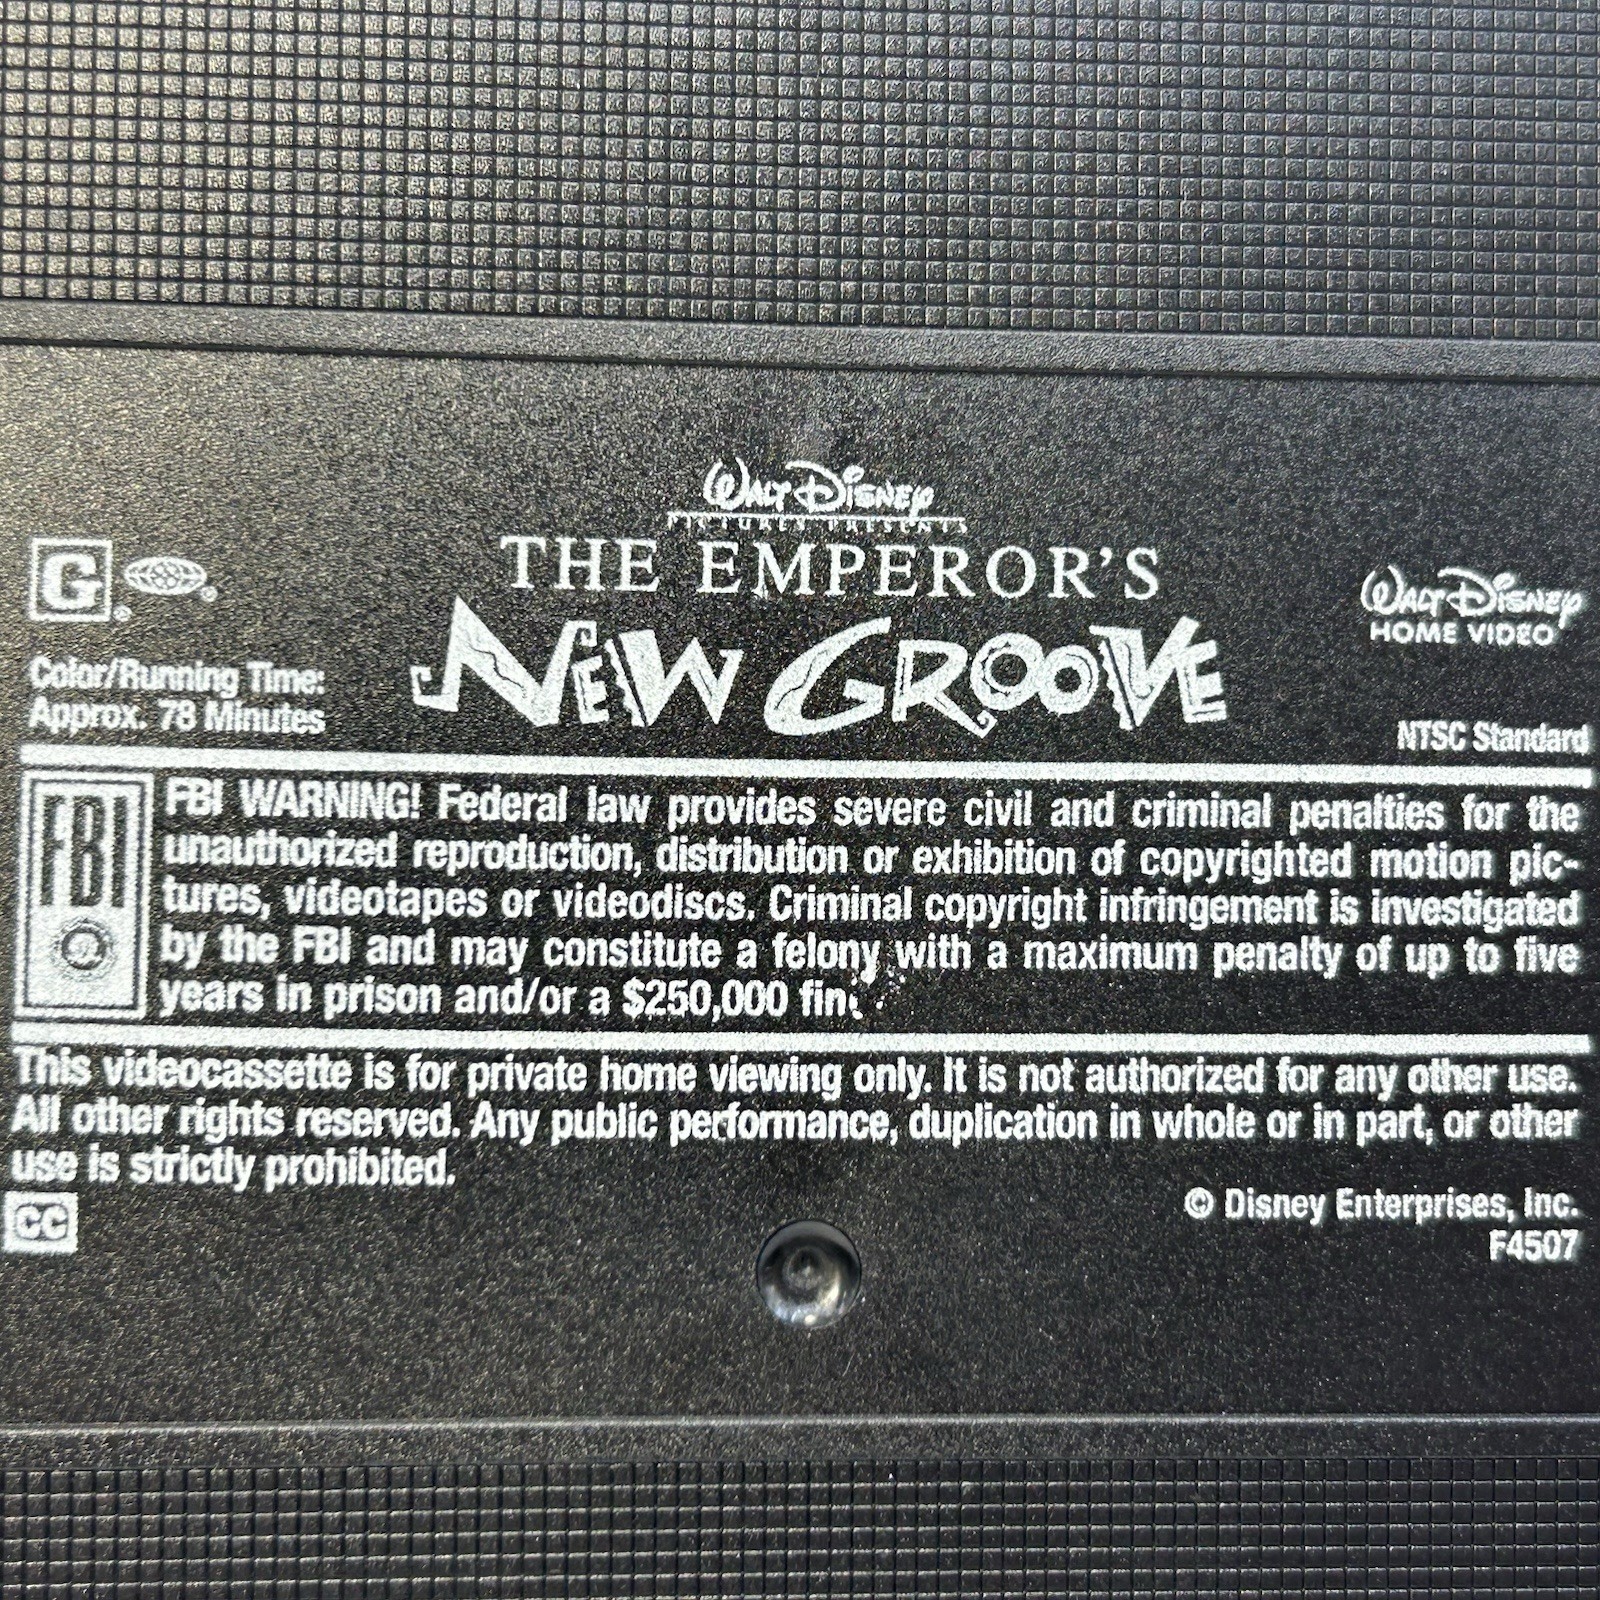 Walt Disney
PICTURES PRESENTS
THE EMPEROR'S
NEW GROOVE
G
Color/Running Time:
Approx. 78 Minutes
Walt Disney
HOME VIDEO
NTSC Standard
FBI
FBI WARNING! Federal law provides severe civil and criminal penalties for the
unauthorized reproduction, distribution or exhibition of copyrighted motion pic-
tures, videotapes or videodiscs. Criminal copyright infringement is investigated
by the FBI and may constitute a felony with a maximum penalty of up to five
years in prison and/or a $250,000
This videocassette is for private home viewing only. It is not authorized for any other use.
All other rights reserved. Any public performance, duplication in whole or in part, or other
use is strictly prohibited.
CC
© Disney Enterprises, Inc.
F4507